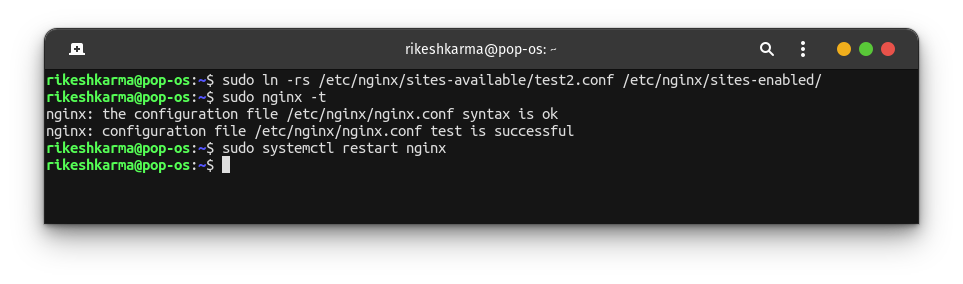 rikeshkarma@pop-os: ~
rikeshkarma@pop-os:~$ sudo ln -rs /etc/nginx/sites-available/test2.conf /etc/nginx/sites-enabled/
rikeshkarma@pop-os:~$ sudo nginx -t
nginx: the configuration file /etc/nginx/nginx.conf syntax is ok
nginx: configuration file /etc/nginx/nginx.conf test is successful
rikeshkarma@pop-os:~$ sudo systemctl restart nginx
rikeshkarma@pop-os:~$